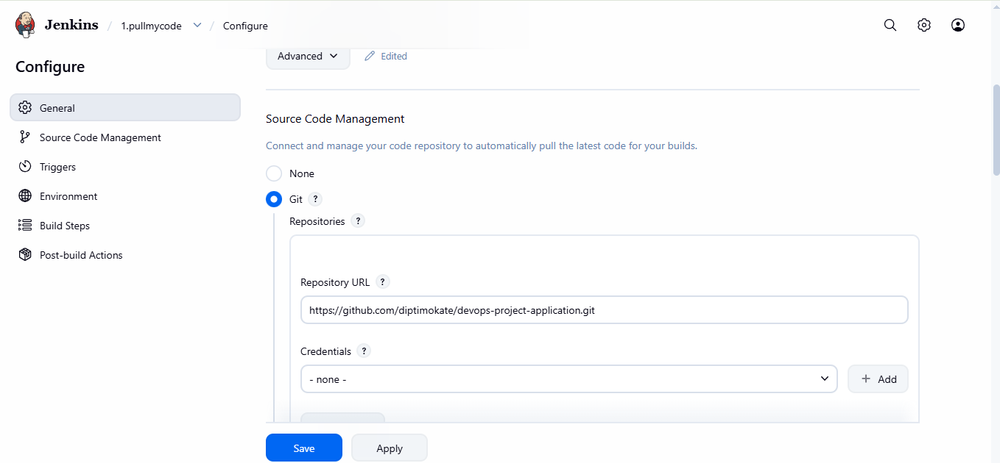 Jenkins / 1.pullmycode / Configure
Configure
General
Source Code Management
Triggers
Environment
Build Steps
Post-build Actions
Advanced Edited
Source Code Management
Connect and manage your code repository to automatically pull the latest code for your builds.
None
Git ?
Repositories ?
Repository URL ?
https://github.com/diptimokate/devops-project-application.git
Credentials ?
- none - + Add
Save Apply